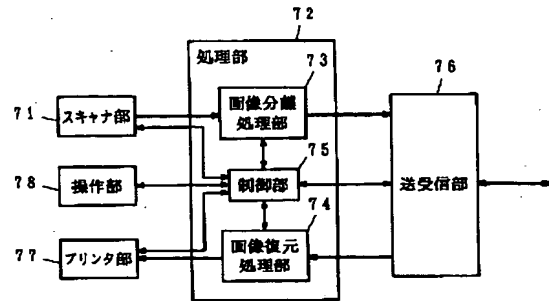 72
処理部
73
76
71
スキャナ部
画像分離
処理部
75
78
操作部
制御部
送受信部
74
77
プリンタ部
画像復元
処理部